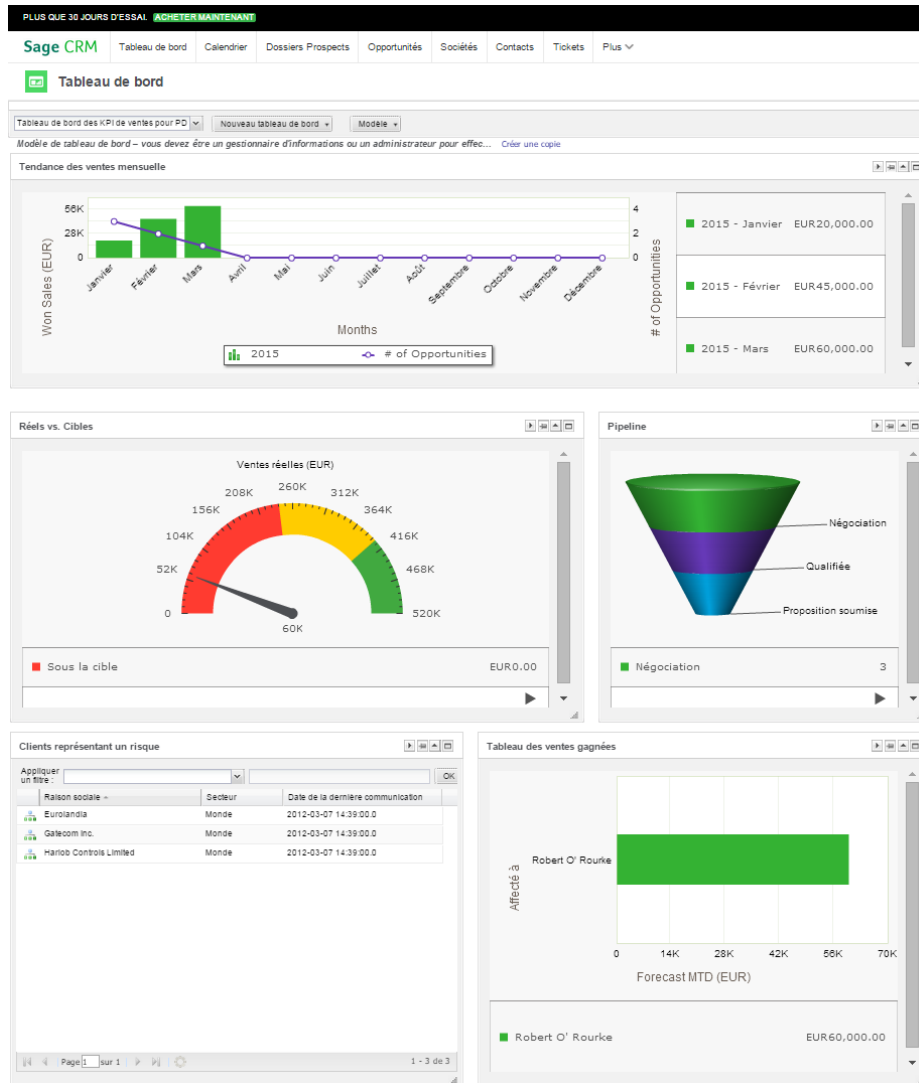 PLUS QUE 30 JOURS D'ESSAI. ACHETER MAINTENANT
Sage CRM Tableau de bord Calendrier Dossiers Prospects Opportunités Sociétés Contacts Tickets Plus
Tableau de bord
Tableau de bord des KPI de ventes pour PD Nouveau tableau de bord Modèle
Modèle de tableau de bord – vous devez être un gestionnaire d'informations ou un administrateur pour effec... Créer une copie
Tendance des ventes mensuelle
56K
28K
0
Won Sales (EUR)
4
2
0
# of Opportunities
Janvier Février Mars Avril Mai Juin Juillet Août Septembre Octobre Novembre Décembre
Months
2015 # of Opportunities
2015 - Janvier EUR20,000.00
2015 - Février EUR45,000.00
2015 - Mars EUR60,000.00
Réels vs. Cibles
Ventes réelles (EUR)
0
52K
104K
156K
208K
260K
312K
364K
416K
468K
520K
60K
Sous la cible EUR0.00
Pipeline
Négociation
Qualifiée
Proposition soumise
Négociation 3
Clients représentant un risque
Appliquer
un filtre : OK
Raison sociale Secteur Date de la dernière communication
Eurolandia Monde 2012-03-07 14:39:00.0
Gatecom Inc. Monde 2012-03-07 14:39:00.0
Harlob Controls Limited Monde 2012-03-07 14:39:00.0
Page 1 sur 1 1 - 3 de 3
Tableau des ventes gagnées
Affecté à
Robert O' Rourke
0 14K 28K 42K 56K 70K
Forecast MTD (EUR)
Robert O' Rourke EUR60,000.00